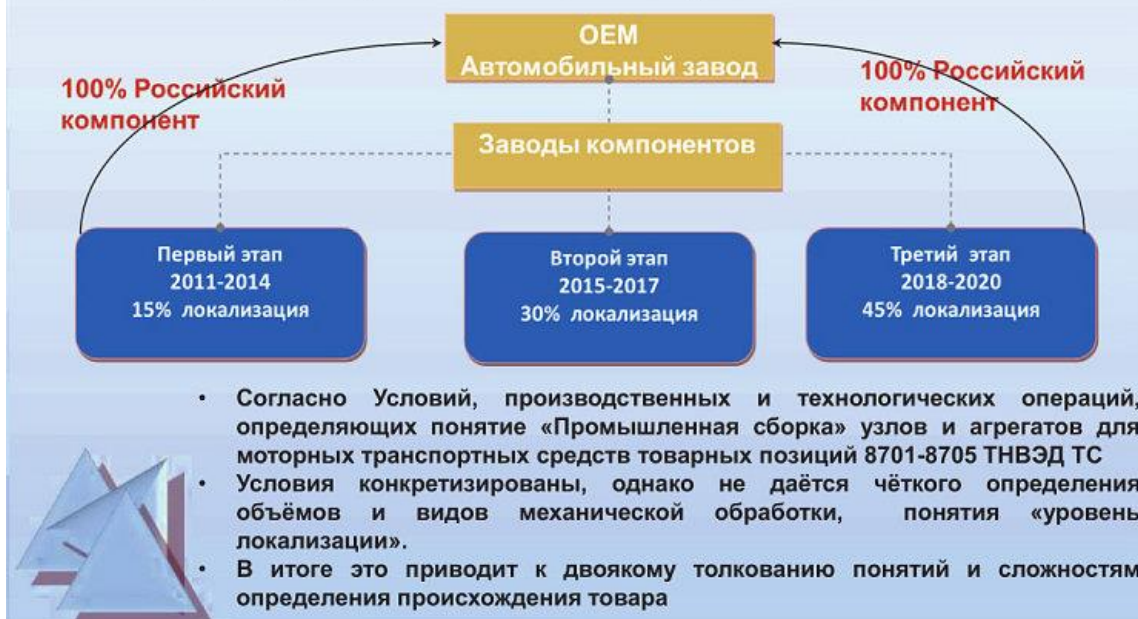 OEM
Автомобильный завод
100% Российский
компонент
100% Российский
компонент
Заводы компонентов
Первый этап
2011-2014
15% локализация
Второй этап
2015-2017
30% локализация
Третий этап
2018-2020
45% локализация
• Согласно Условий, производственных и технологических операций,
определяющих понятие «Промышленная сборка» узлов и агрегатов для
моторных транспортных средств товарных позиций 8701-8705 ТНВЭД ТС
• Условия конкретизированы, однако не даётся чёткого определения
объёмов и видов механической обработки, понятия «уровень
локализации».
• В итоге это приводит к двоякому толкованию понятий и сложностям
определения происхождения товара